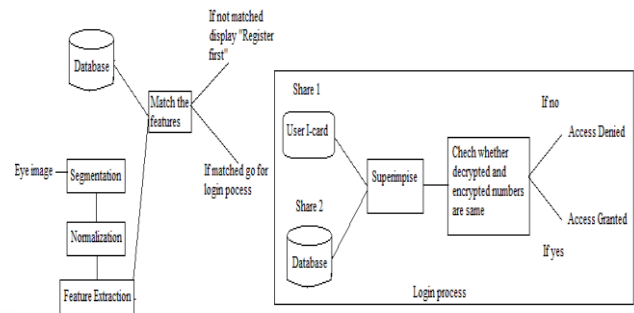 If not matched
display "Register
first"
Database
Match the
features
If matched go for
login pocess
Eye image
Segmentation
Normalization
Feature Extraction
Share 1
User I-card
Share 2
Database
Superimpise
Chech whether
decrypted and
encrypted numbers
are same
If no
Access Denied
Access Granted
If yes
Login process